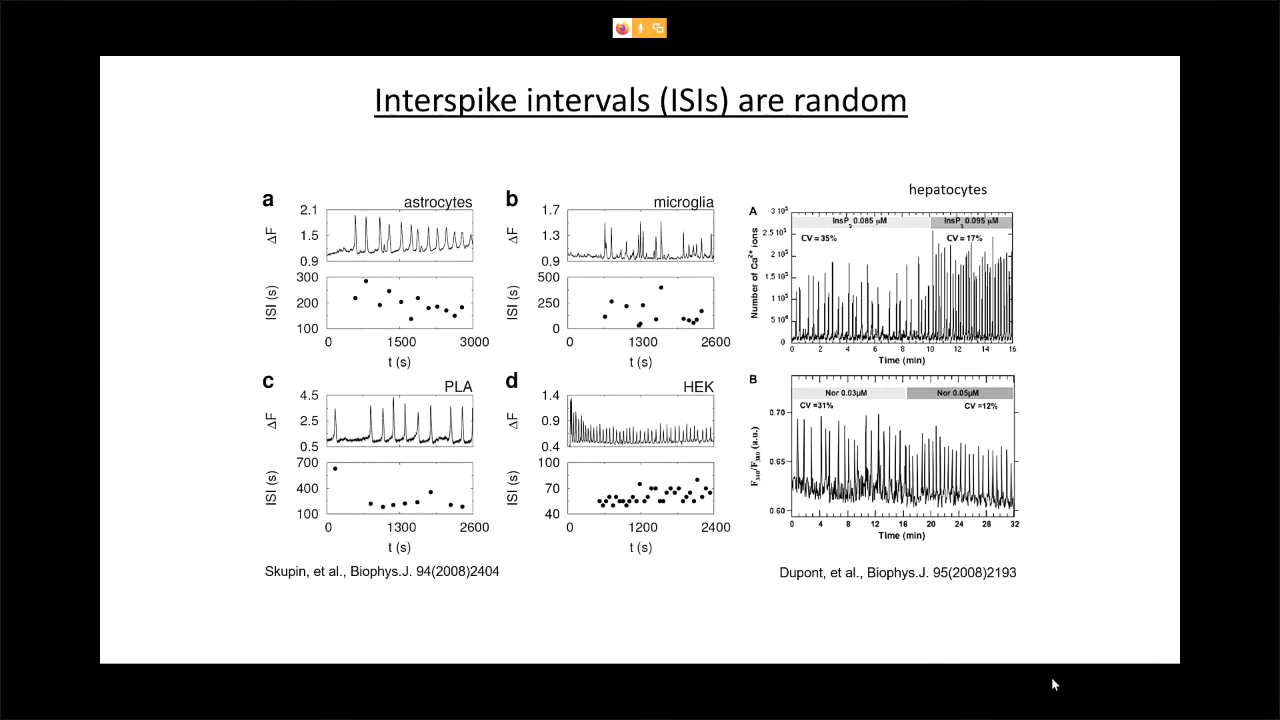 Interspike intervals (ISIs) are random
a
astrocytes
2.1
1.5
0.9
ΔF
300
200
100
ISI (s)
0 1500 3000
t (s)
b
microglia
1.7
1.3
0.9
ΔF
500
250
0
ISI (s)
0 1300 2600
t (s)
c
PLA
4.5
2.5
0.5
ΔF
700
400
100
ISI (s)
0 1300 2600
t (s)
d
HEK
1.4
0.9
0.4
ΔF
100
70
40
ISI (s)
0 1200 2400
t (s)
Skupin, et al., Biophys.J. 94(2008)2404
hepatocytes
A
InsP3 0.085 μM InsP3 0.095 μM
CV = 35% CV = 17%
3 10⁵
2.5 10⁵
2 10⁵
1.5 10⁵
1 10⁵
0
Number of Ca²⁺ ions
0 2 4 6 8 10 12 14 16
Time (min)
B
Nor 0.03μM Nor 0.05μM
CV =31% CV =12%
0.70
0.65
0.60
F340/F380 (a.u.)
0 4 8 12 16 20 24 28 32
Time (min)
Dupont, et al., Biophys.J. 95(2008)2193